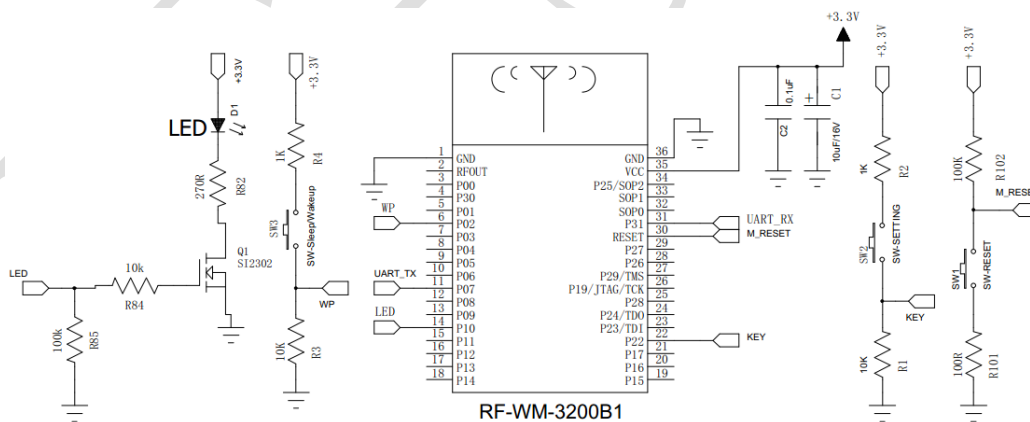 +3.3V
+3.3V
+3.3V
+3.3V
+3.3V
LED
D1
270R
R82
Q1
SI2302
LED
10k
R84
100k
R85
1K
R4
SW3
SW-SleepWakeup
WP
10K
R3
WP
UART_TX
LED
1 GND
2 RFOUT
3 P00
4 P30
5 P01
6 P02
7 P03
8 P04
9 P05
10 P06
11 P07
12 P08
13 P09
14 P10
15 P11
16 P12
17 P13
18 P14
GND 36
VCC 35
P25/SOP2 34
SOP1 33
SOP0 32
P31 31
RESET 30
P27 29
P26 28
P29/TMS 27
P19/JTAG/TCK 26
P28 25
P24/TDO 24
P23/TDI 23
P22 22
P17 21
P16 20
P15 19
UART_RX
M_RESET
KEY
RF-WM-3200B1
0.1uF
C2
+
C1
10uF/16V
1K
R2
SW2
SW-SETTING
KEY
10K
R1
100K
R102
M_RESE
SW1
SW-RESET
100R
R101